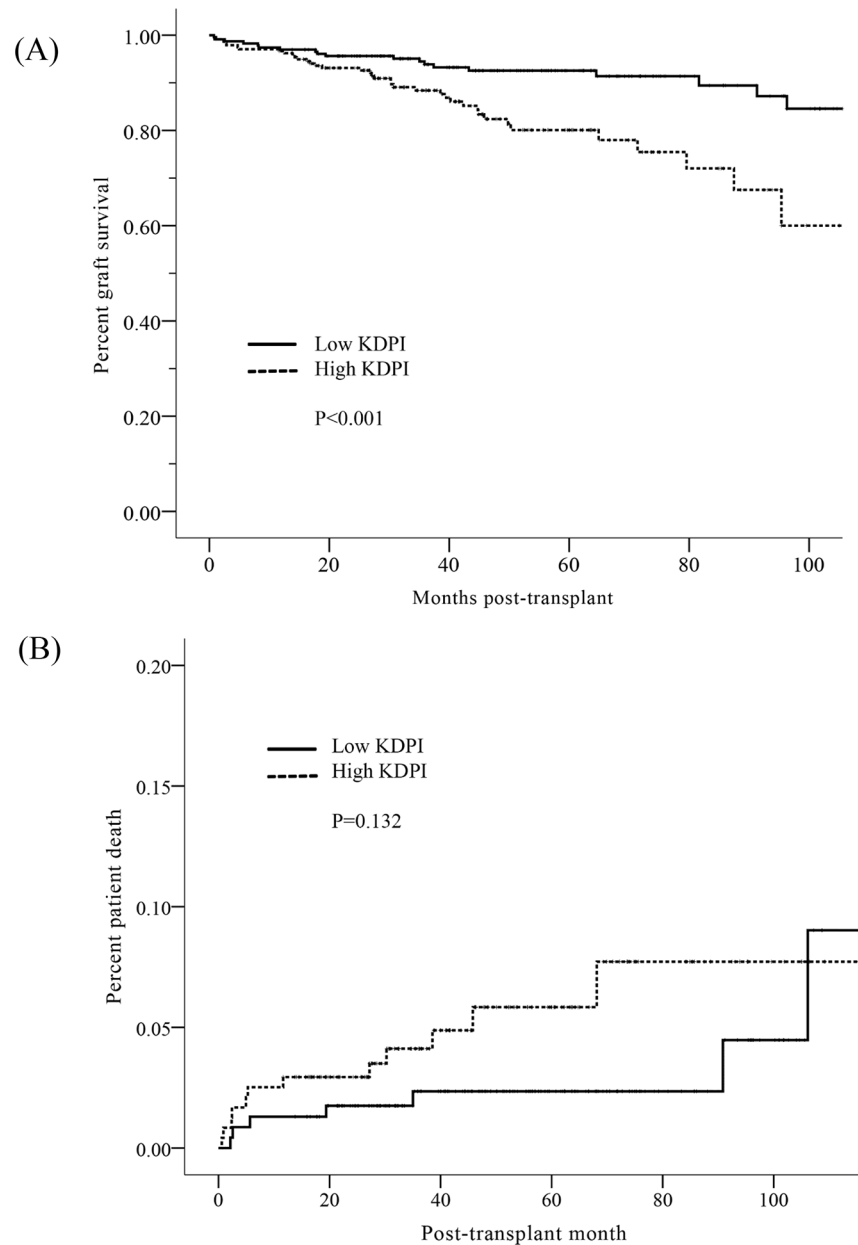 (A)
Percent graft survival
1.00
0.80
0.60
0.40
0.20
0.00
Low KDPI
High KDPI
P<0.001
0 20 40 60 80 100
Months post-transplant
(B)
Percent patient death
0.20
0.15
0.10
0.05
0.00
Low KDPI
High KDPI
P=0.132
0 20 40 60 80 100
Post-transplant month